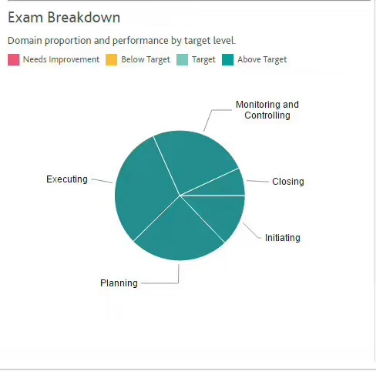 Exam Breakdown
Domain proportion and performance by target level.
Needs Improvement Below Target Target Above Target
Monitoring and
Controlling
Executing
Closing
Initiating
Planning